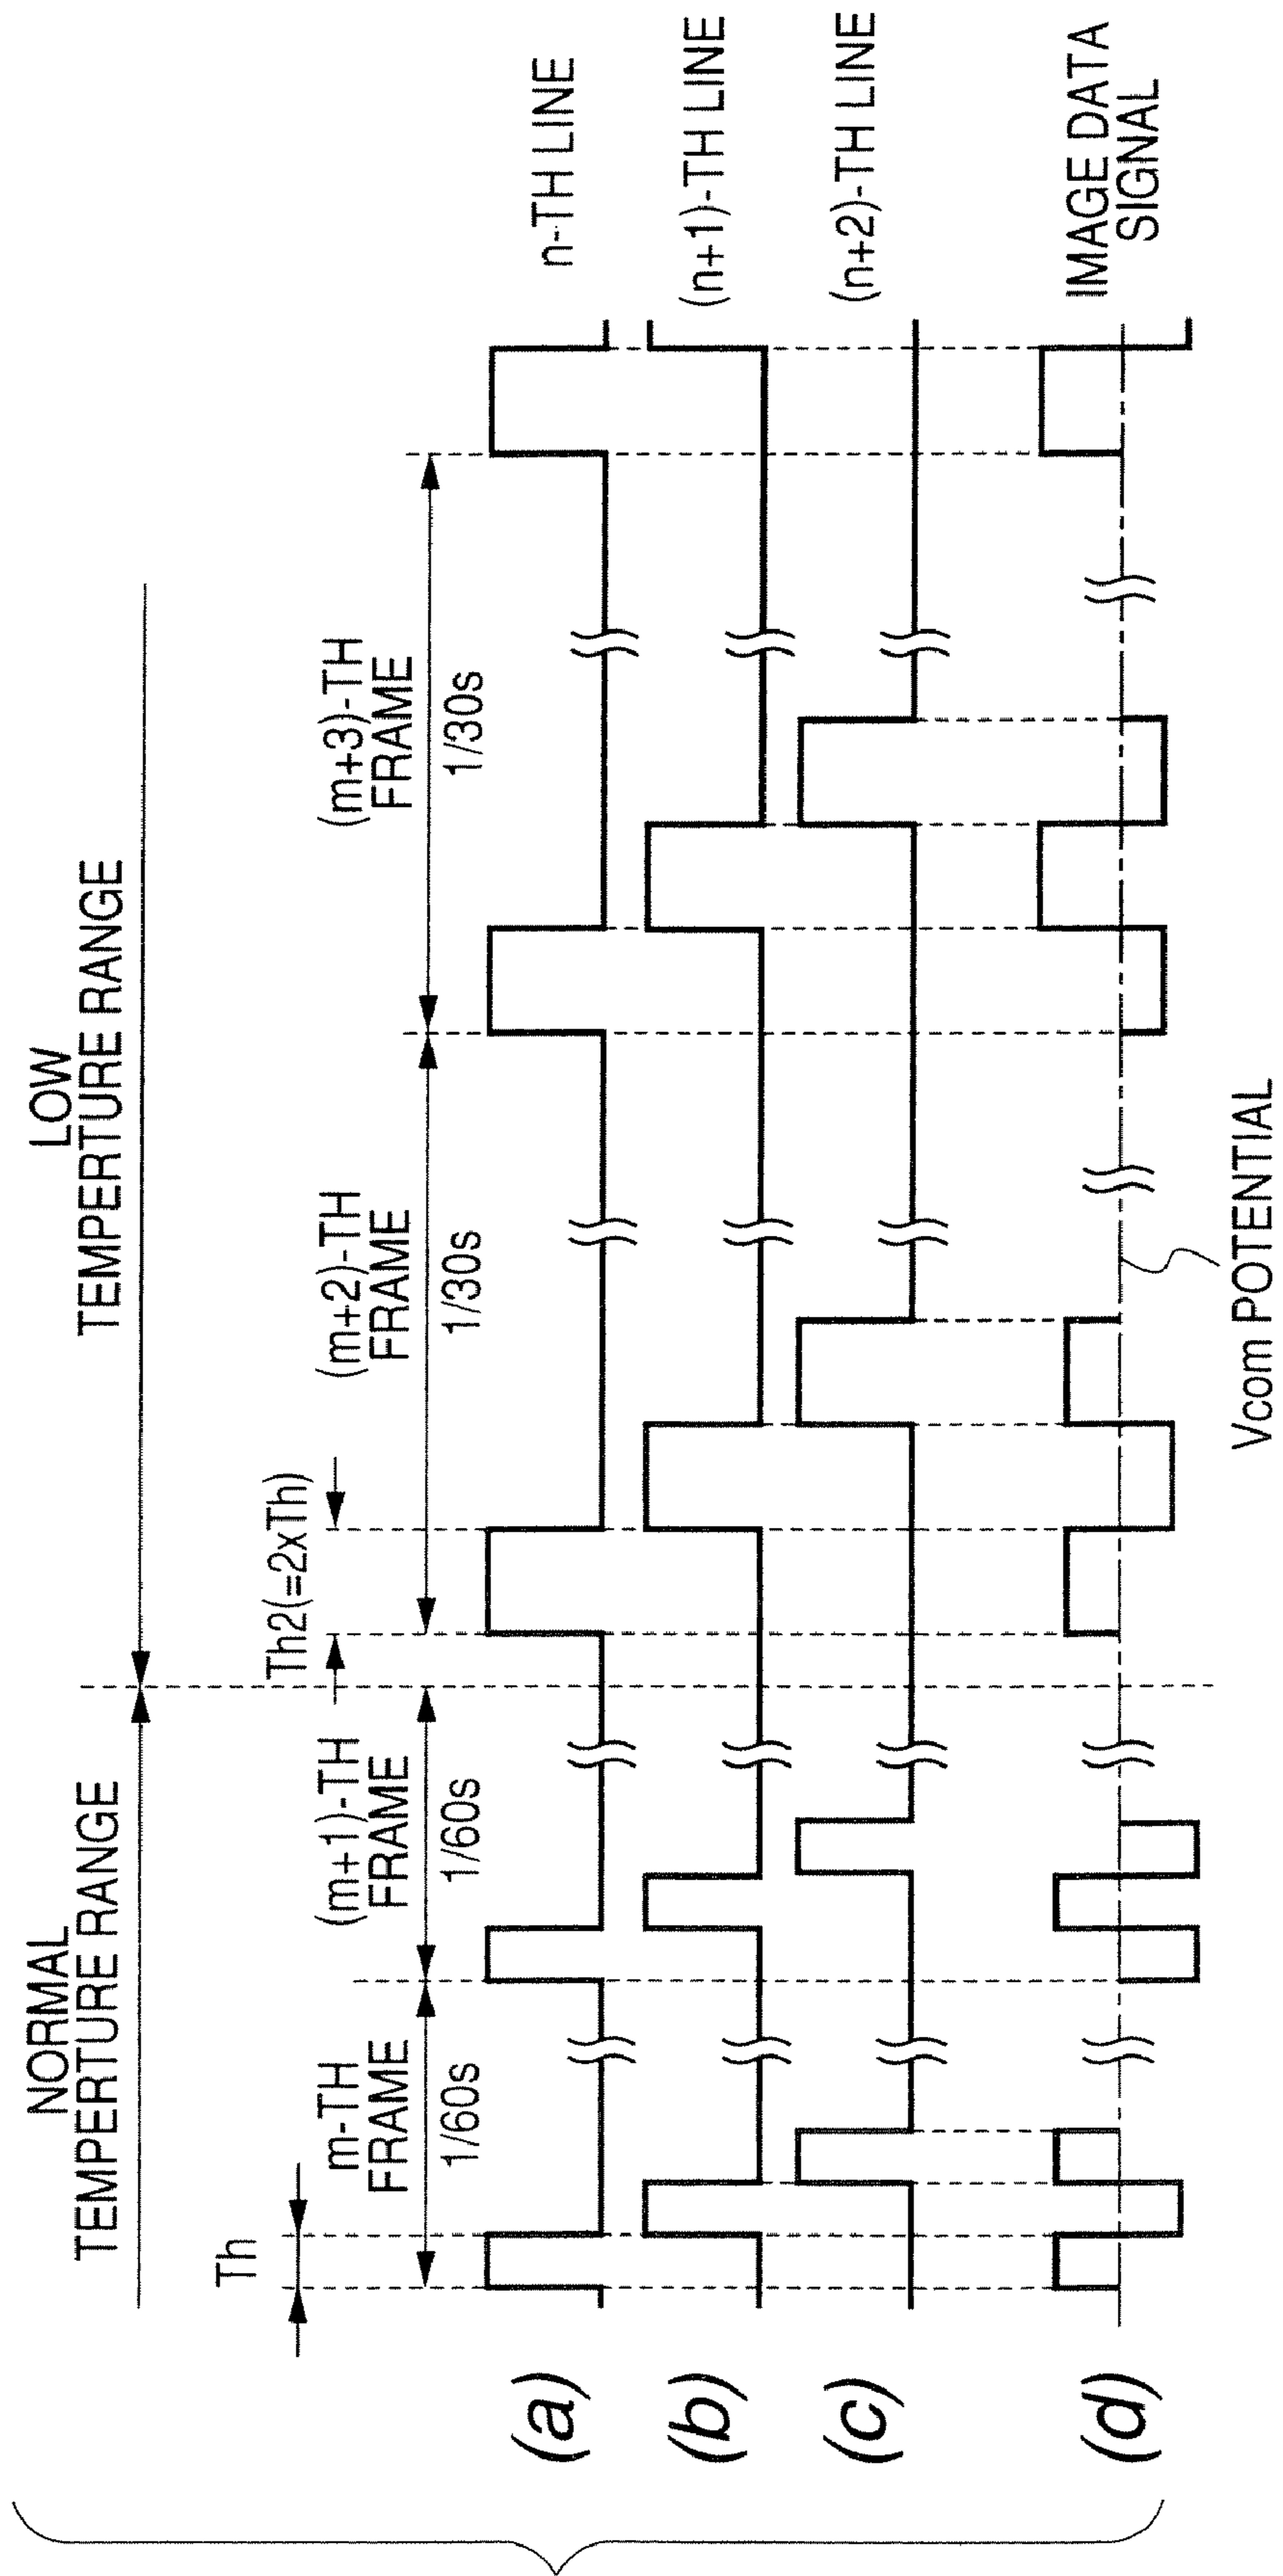 NORMAL
TEMPERTURE RANGE
LOW
TEMPERTURE RANGE
Th
Th2(=2xTh)
m-TH
FRAME
1/60s
(m+1)-TH
FRAME
1/60s
(m+2)-TH
FRAME
1/30s
(m+3)-TH
FRAME
1/30s
(a)
n-TH LINE
(b)
(n+1)-TH LINE
(c)
(n+2)-TH LINE
(d)
IMAGE DATA
SIGNAL
Vcom POTENTIAL